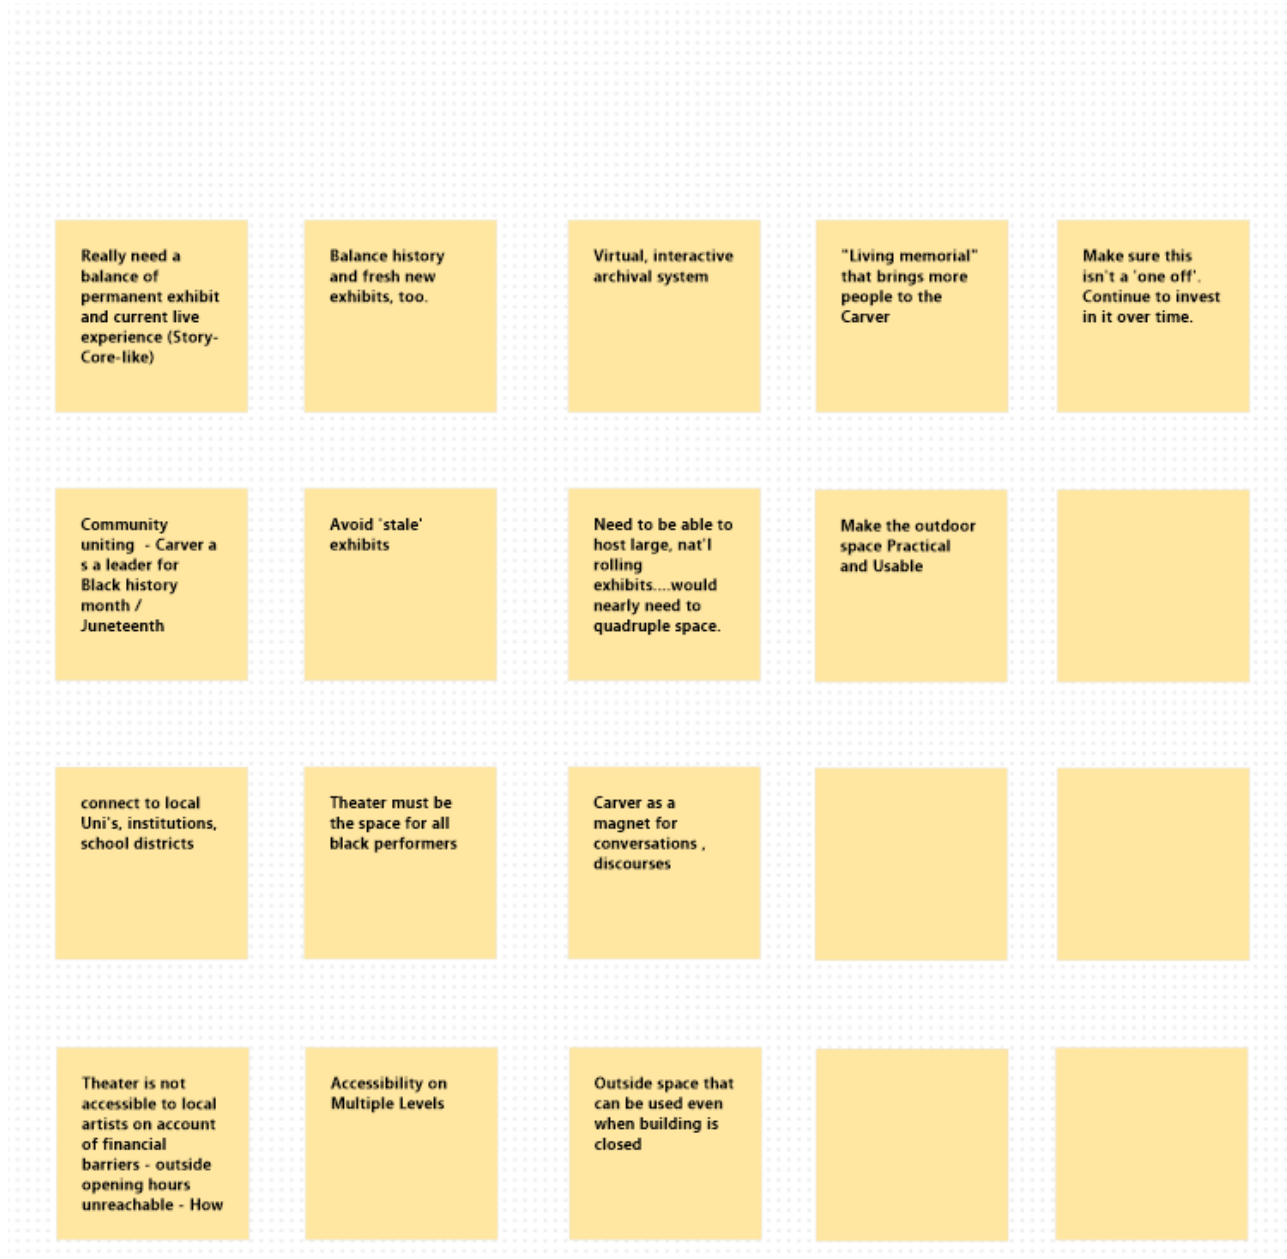 Really need a
balance of
permanent exhibit
and current live
experience (Story-
Core-like)
Balance history
and fresh new
exhibits, too.
Virtual, interactive
archival system
"Living memorial"
that brings more
people to the
Carver
Make sure this
isn't a 'one off'.
Continue to invest
in it over time.
Community
uniting  - Carver a
s a leader for
Black history
month /
Juneteenth
Avoid 'stale'
exhibits
Need to be able to
host large, nat'l
rolling
exhibits....would
nearly need to
quadruple space.
Make the outdoor
space Practical
and Usable
connect to local
Uni's, institutions,
school districts
Theater must be
the space for all
black performers
Carver as a
magnet for
conversations ,
discourses
Theater is not
accessible to local
artists on account
of financial
barriers - outside
opening hours
unreachable - How
Accessibility on
Multiple Levels
Outside space that
can be used even
when building is
closed